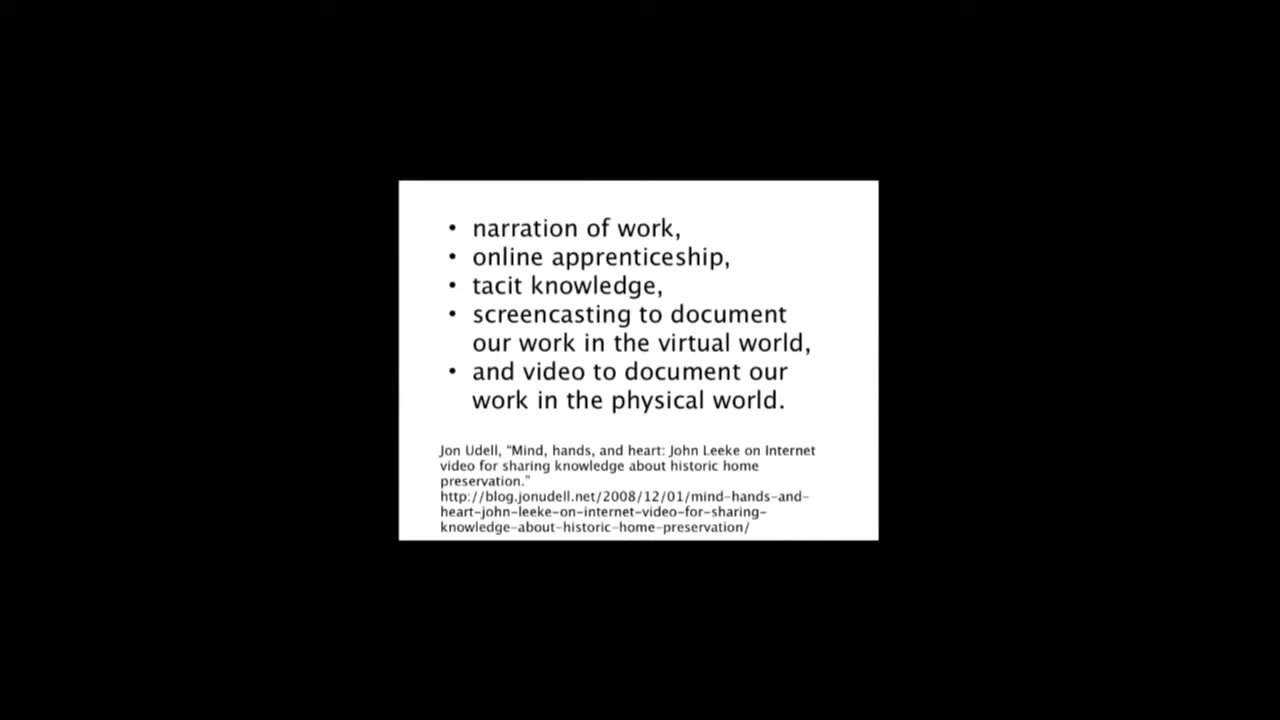 • narration of work,
• online apprenticeship,
• tacit knowledge,
• screencasting to document
our work in the virtual world,
• and video to document our
work in the physical world.
Jon Udell, "Mind, hands, and heart: John Leeke on Internet
video for sharing knowledge about historic home
preservation."
http://blog.jonudell.net/2008/12/01/mind-hands-and-
heart-john-leeke-on-internet-video-for-sharing-
knowledge-about-historic-home-preservation/